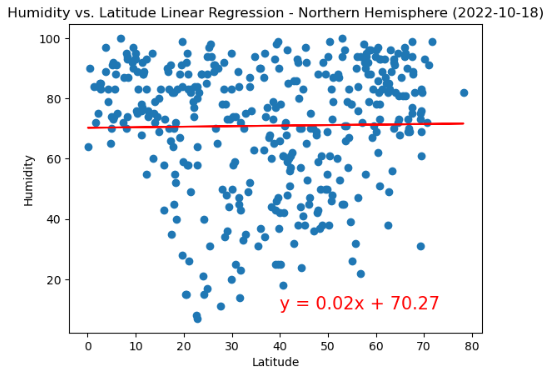 Humidity vs. Latitude Linear Regression - Northern Hemisphere (2022-10-18)
100
80
60
40
20
Humidity
y = 0.02x + 70.27
0 10 20 30 40 50 60 70 80
Latitude